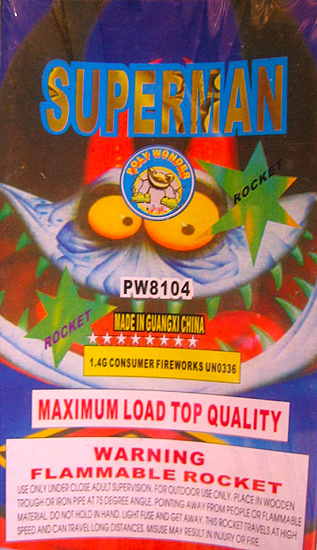 SUPERMAN
POLY WONDER
ROCKET
PW8104
ROCKET
MADE IN GUANGXI CHINA
1.4G CONSUMER FIREWORKS UN0336
MAXIMUM LOAD TOP QUALITY
WARNING
FLAMMABLE ROCKET
USE ONLY UNDER CLOSE ADULT SUPERVISION. FOR OUTDOOR USE ONLY. PLACE IN WOODEN
TROUGH OR IRON PIPE AT 75 DEGREE ANGLE, POINTING AWAY FROM PEOPLE OR FLAMMABLE
MATERIAL. DO NOT HOLD IN HAND. LIGHT FUSE AND GET AWAY. THIS ROCKET TRAVELS AT HIGH
SPEED AND CAN TRAVEL LONG DISTANCES. MISUSE MAY RESULT IN INJURY OR FIRE.